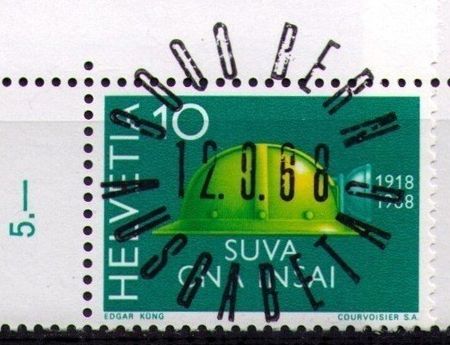 5.—
HELVETIA
10
3000 BERN
12.9.68
AUSGABETAG
1918
1968
SUVA
CNA INSAI
EDGAR KÜNG
COURVOISIER S.A.